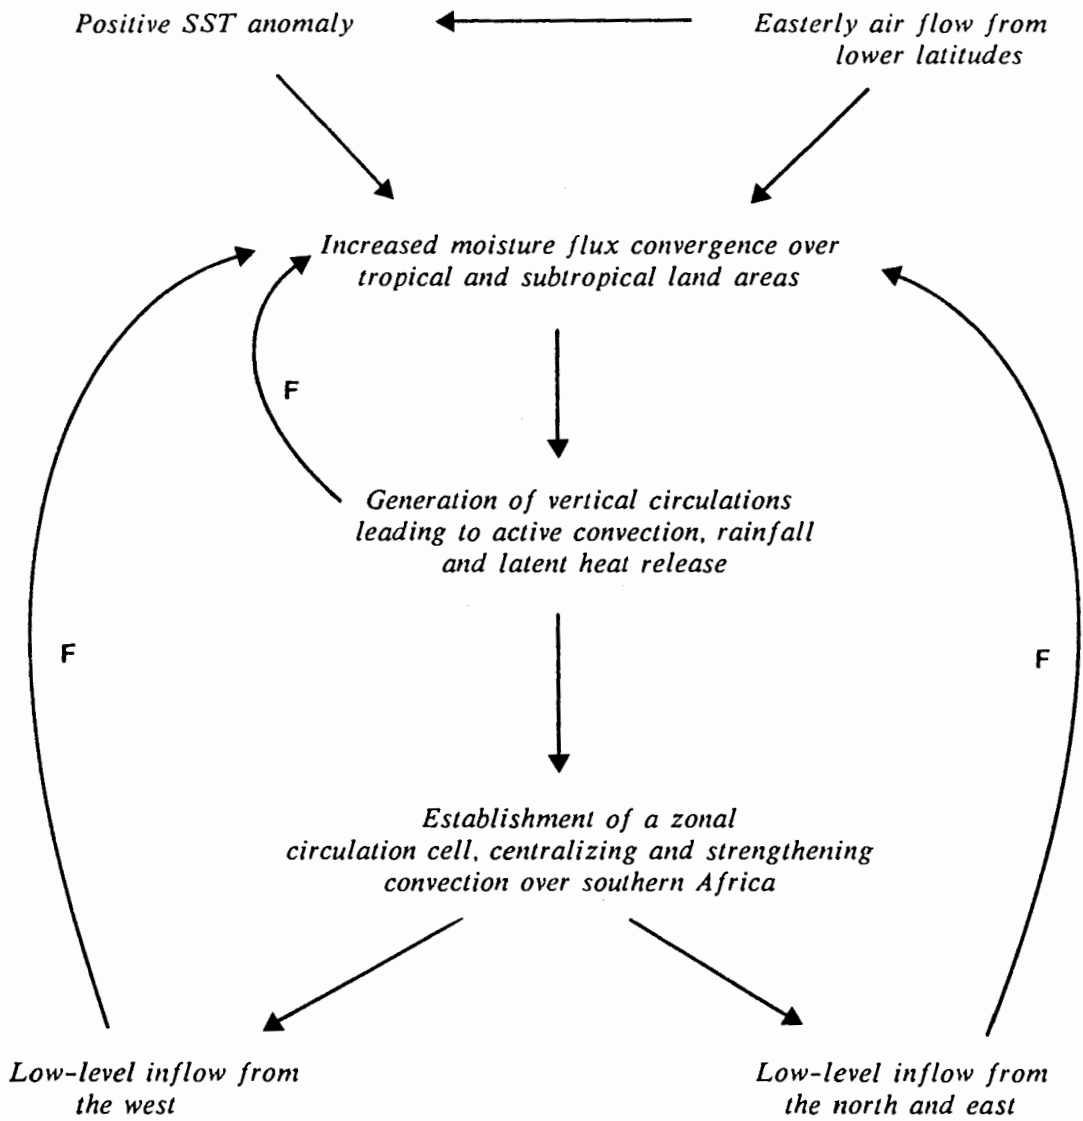 Positive SST anomaly
Easterly air flow from
lower latitudes
Increased moisture flux convergence over
tropical and subtropical land areas
F
Generation of vertical circulations
leading to active convection, rainfall
and latent heat release
F
F
Establishment of a zonal
circulation cell, centralizing and strengthening
convection over southern Africa
Low-level inflow from
the west
Low-level inflow from
the north and east